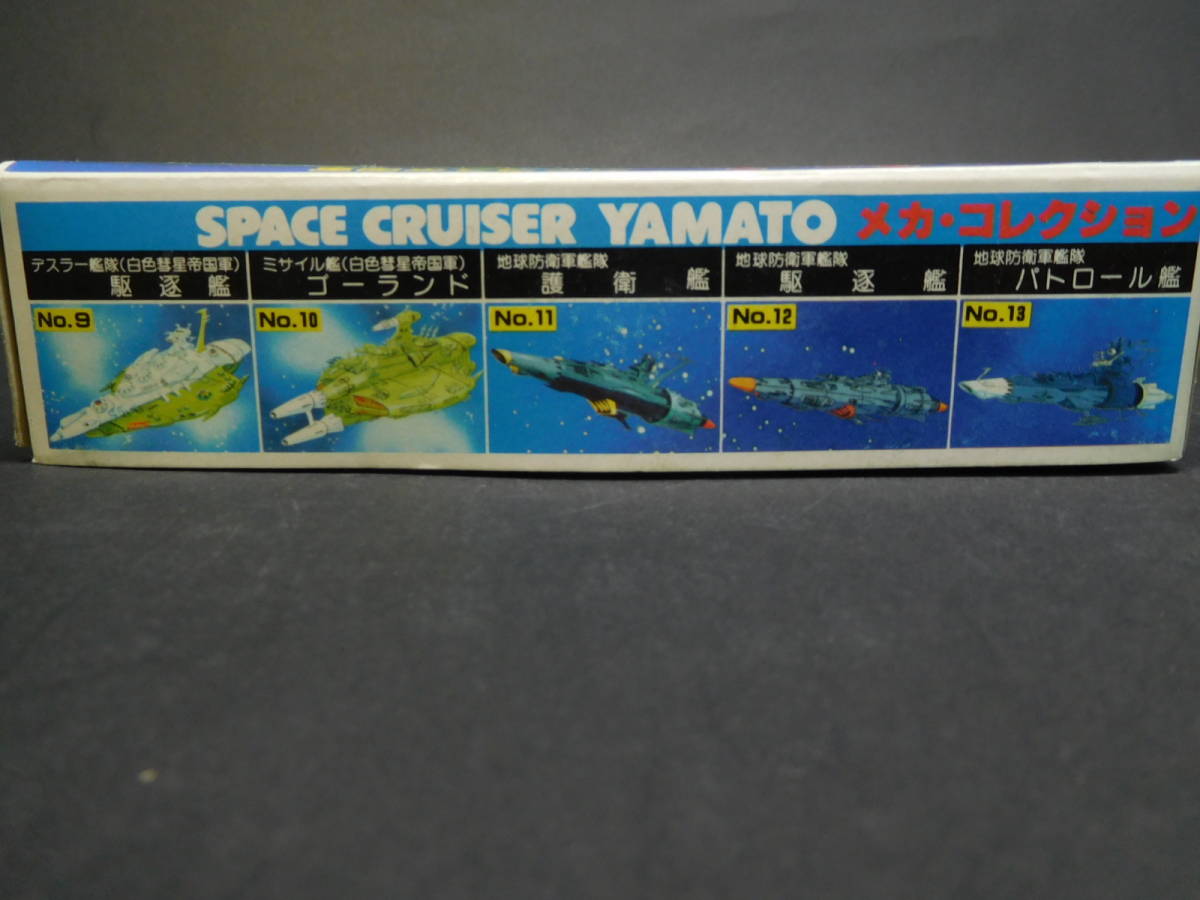 SPACE CRUISER YAMATO メカ・コレクション
デスラー艦隊(白色彗星帝国軍)
駆逐艦
No.9
ミサイル艦(白色彗星帝国軍)
ゴーランド
No.10
地球防衛軍艦隊
護衛艦
No.11
地球防衛軍艦隊
駆逐艦
No.12
地球防衛軍艦隊
パトロール艦
No.13